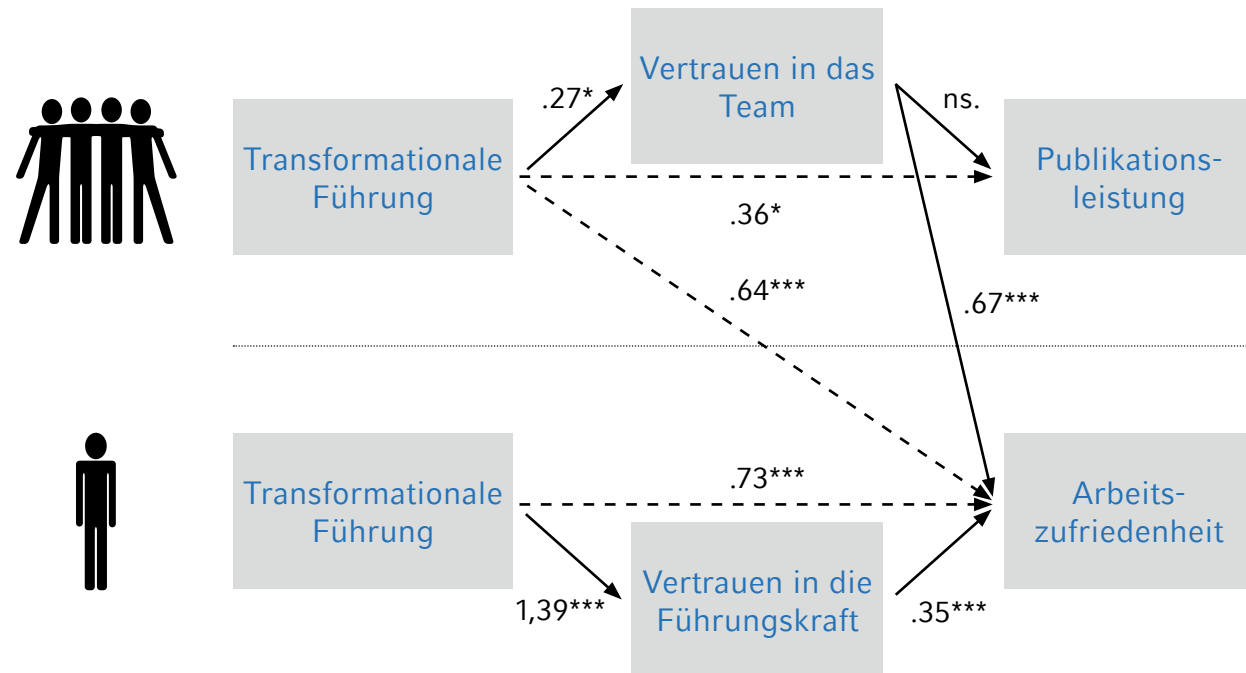 Vertrauen in das
Team
.27*
ns.
Transformationale
Führung
Publikations-
leistung
.36*
.64***
.67***
Transformationale
Führung
.73***
Arbeits-
zufriedenheit
Vertrauen in die
Führungskraft
1,39***
.35***